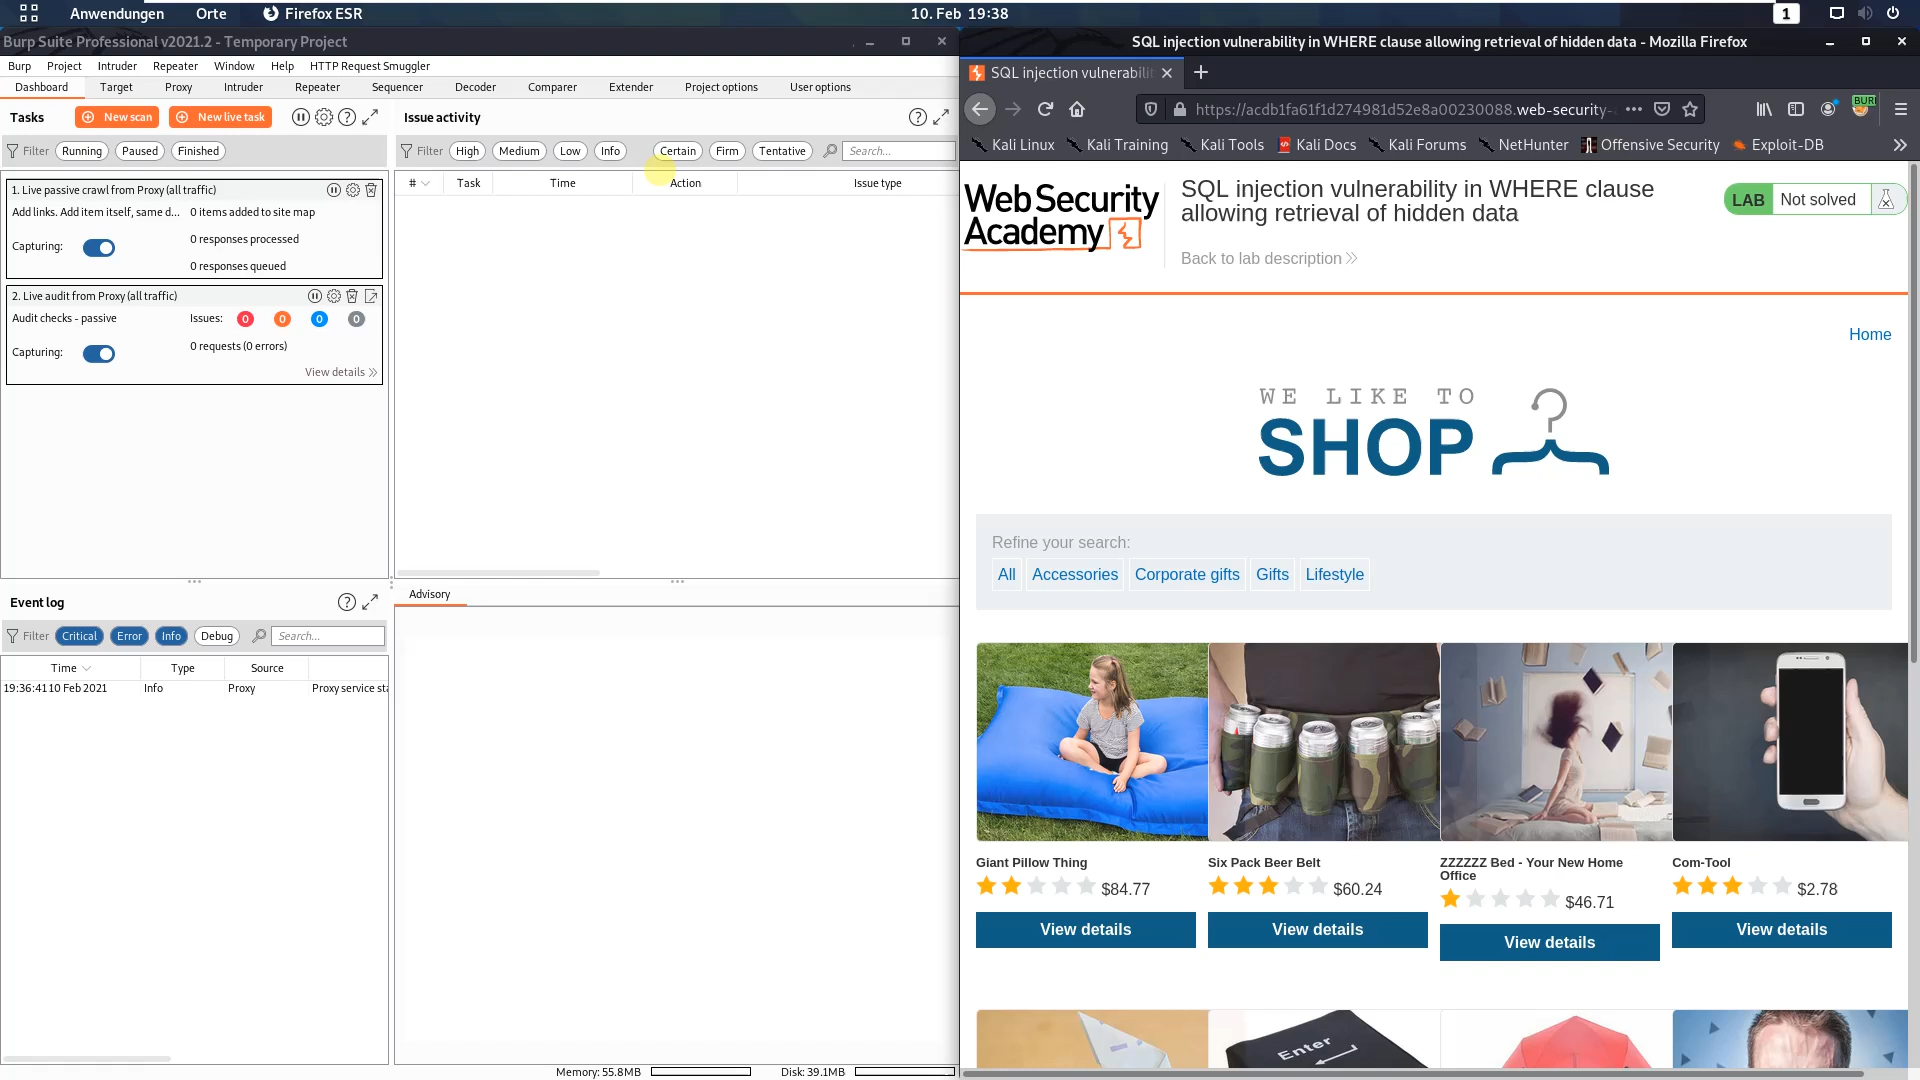 Anwendungen Orte Firefox ESR 10. Feb 19:38 1
Burp Suite Professional v2021.2 - Temporary Project
Burp Project Intruder Repeater Window Help HTTP Request Smuggler
Dashboard Target Proxy Intruder Repeater Sequencer Decoder Comparer Extender Project options User options
Tasks New scan New live task
Filter Running Paused Finished
1. Live passive crawl from Proxy (all traffic)
Add links. Add item itself, same d... 0 items added to site map
0 responses processed
Capturing:
0 responses queued
2. Live audit from Proxy (all traffic)
Audit checks - passive Issues: 0 0 0 0
0 requests (0 errors)
Capturing:
View details
Issue activity
Filter High Medium Low Info Certain Firm Tentative Search...
# Task Time Action Issue type
Event log
Filter Critical Error Info Debug Search...
Time Type Source
19:36:41 10 Feb 2021 Info Proxy Proxy service sta
Advisory
Memory: 55.8MB Disk: 39.1MB
SQL injection vulnerability in WHERE clause allowing retrieval of hidden data - Mozilla Firefox
SQL injection vulnerabilit
https://acdb1fa61f1d274981d52e8a00230088.web-security-
BURP
Kali Linux Kali Training Kali Tools Kali Docs Kali Forums NetHunter Offensive Security Exploit-DB
Web Security
Academy
SQL injection vulnerability in WHERE clause
allowing retrieval of hidden data
Back to lab description
LAB Not solved
Home
WE LIKE TO
SHOP
Refine your search:
All Accessories Corporate gifts Gifts Lifestyle
Giant Pillow Thing
$84.77
View details
Six Pack Beer Belt
$60.24
View details
ZZZZZZ Bed - Your New Home
Office
$46.71
View details
Com-Tool
$2.78
View details
Enter